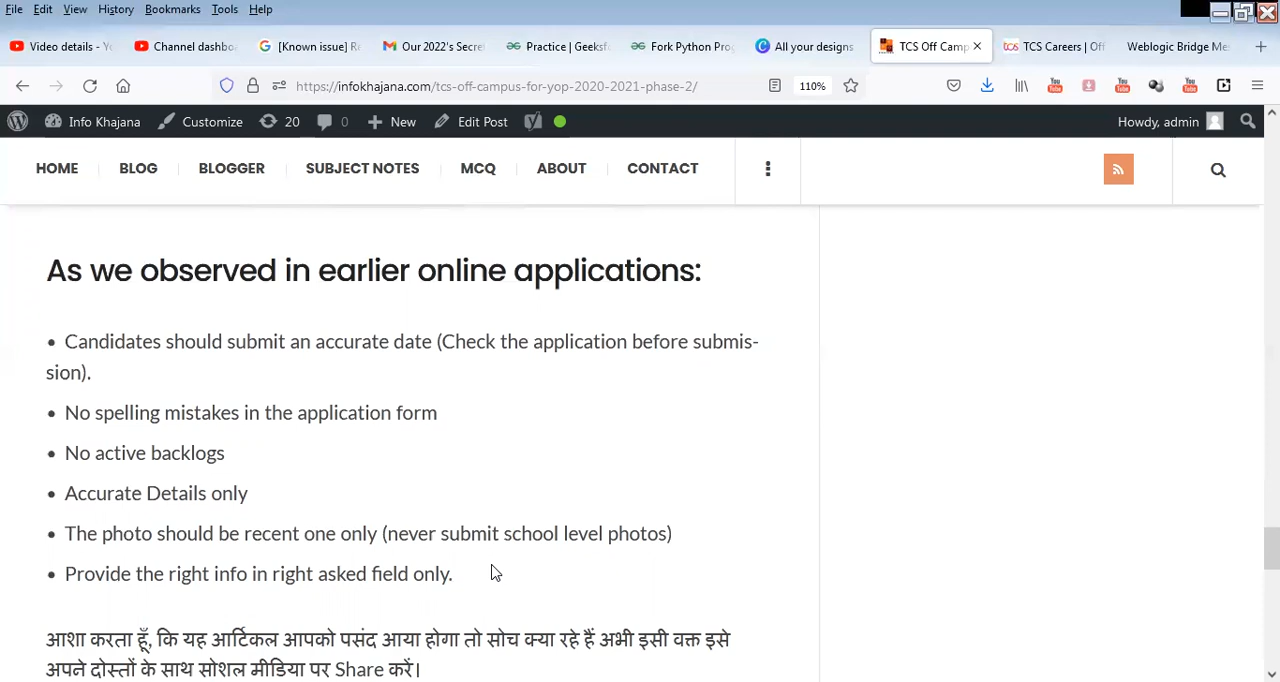 File Edit View History Bookmarks Tools Help
Video details - Y Channel dashbo [Known issue] R Our 2022's Secre Practice | Geeksf Fork Python Pro All your designs TCS Off Camp TCS Careers | Of Weblogic Bridge Me
https://infokhajana.com/tcs-off-campus-for-yop-2020-2021-phase-2/ 110%
Info Khajana Customize 20 0 New Edit Post Howdy, admin
HOME BLOG BLOGGER SUBJECT NOTES MCQ ABOUT CONTACT
As we observed in earlier online applications:
• Candidates should submit an accurate date (Check the application before submis-
sion).
• No spelling mistakes in the application form
• No active backlogs
• Accurate Details only
• The photo should be recent one only (never submit school level photos)
• Provide the right info in right asked field only.
आशा करता हूँ, कि यह आर्टिकल आपको पसंद आया होगा तो सोच क्या रहे हैं अभी इसी वक्त इसे
अपने दोस्तों के साथ सोशल मीडिया पर Share करें।